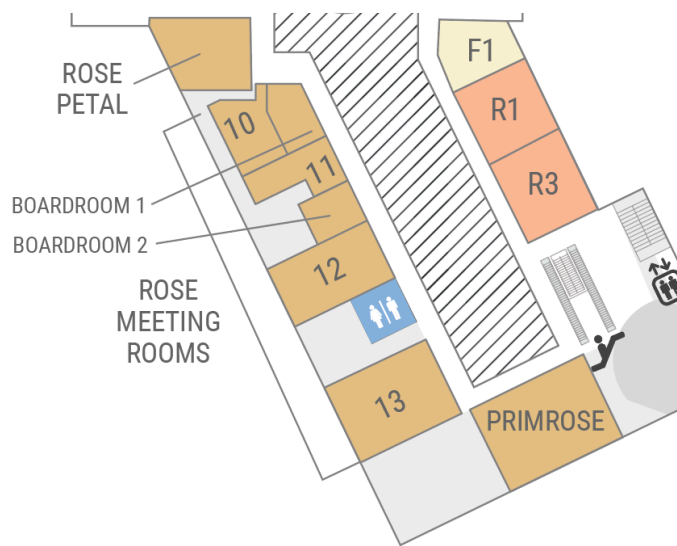 F1
ROSE
PETAL
R1
10
11
R3
BOARDROOM 1
BOARDROOM 2
12
ROSE
MEETING
ROOMS
13
PRIMROSE